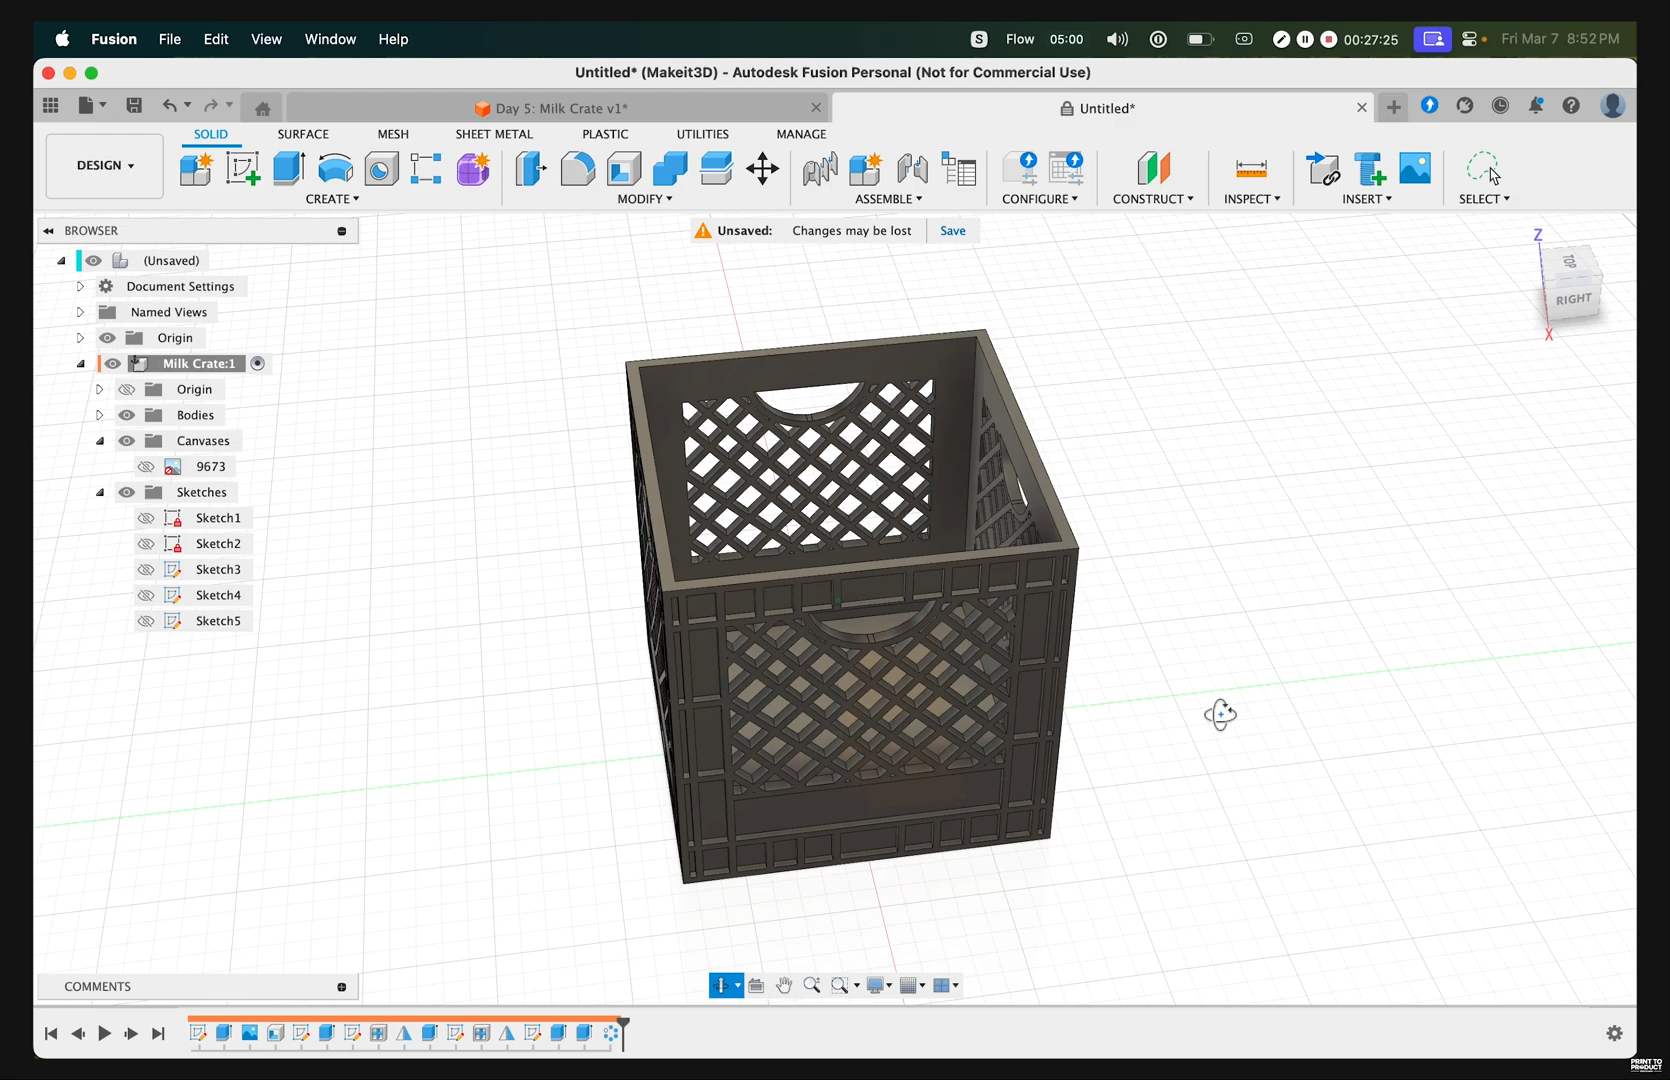 Fusion File Edit View Window Help
S Flow 05:00 00:27:25 Fri Mar 7 8:52 PM
Untitled* (Makeit3D) - Autodesk Fusion Personal (Not for Commercial Use)
Day 5: Milk Crate v1* Untitled*
SOLID SURFACE MESH SHEET METAL PLASTIC UTILITIES MANAGE
DESIGN
CREATE MODIFY ASSEMBLE CONFIGURE CONSTRUCT INSPECT INSERT SELECT
BROWSER
Unsaved: Changes may be lost Save
(Unsaved)
Document Settings
Named Views
Origin
Milk Crate:1
Origin
Bodies
Canvases
9673
Sketches
Sketch1
Sketch2
Sketch3
Sketch4
Sketch5
Z
TOP
RIGHT
X
COMMENTS
PRINT TO
PRODUCT